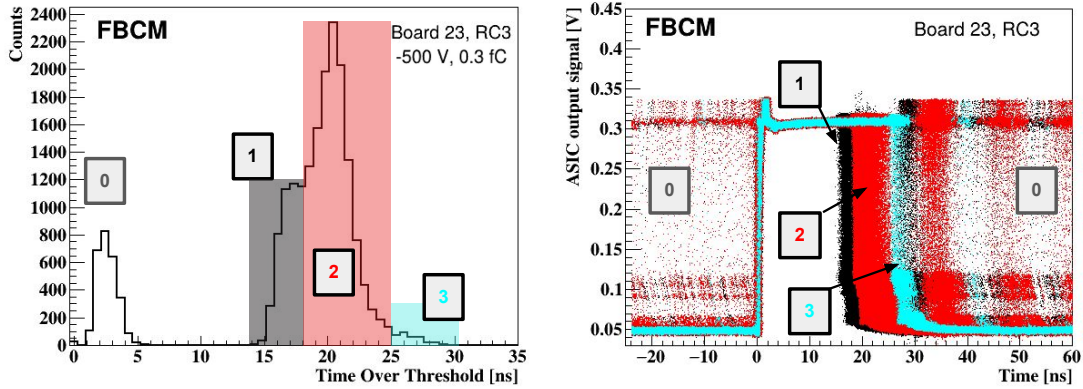 FBCM
Board 23, RC3
-500 V, 0.3 fC
Counts
2400
2200
2000
1800
1600
1400
1200
1000
800
600
400
200
0
0
1
2
3
0 5 10 15 20 25 30 35
Time Over Threshold [ns]
FBCM
Board 23, RC3
ASIC output signal [V]
0.45
0.4
0.35
0.3
0.25
0.2
0.15
0.1
0.05
1
0
0
2
3
−20 −10 0 10 20 30 40 50 60
Time [ns]